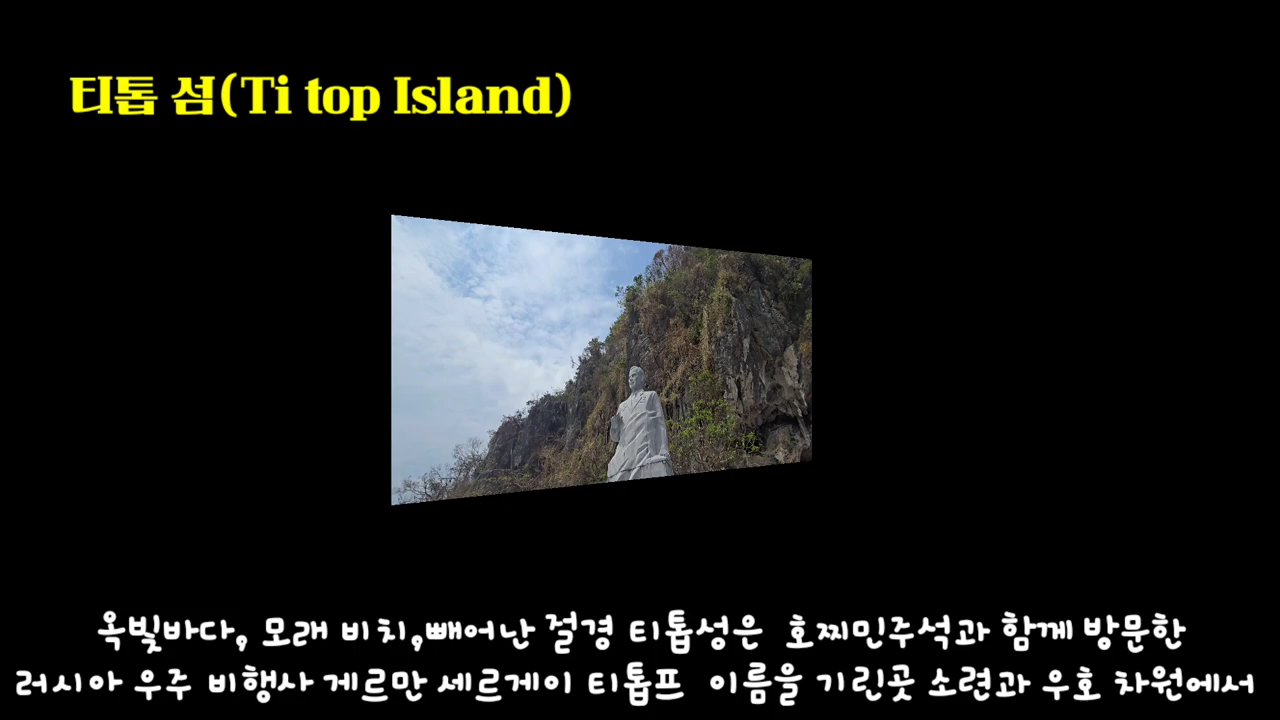 티톱 섬(Ti top Island)
옥빛바다, 모래 비치,빼어난 절경 티톱성은 호찌민주석과 함께 방문한
러시아 우주 비행사 게르만 세르게이 티톱프 이름을 기린곳 소련과 우호 차원에서